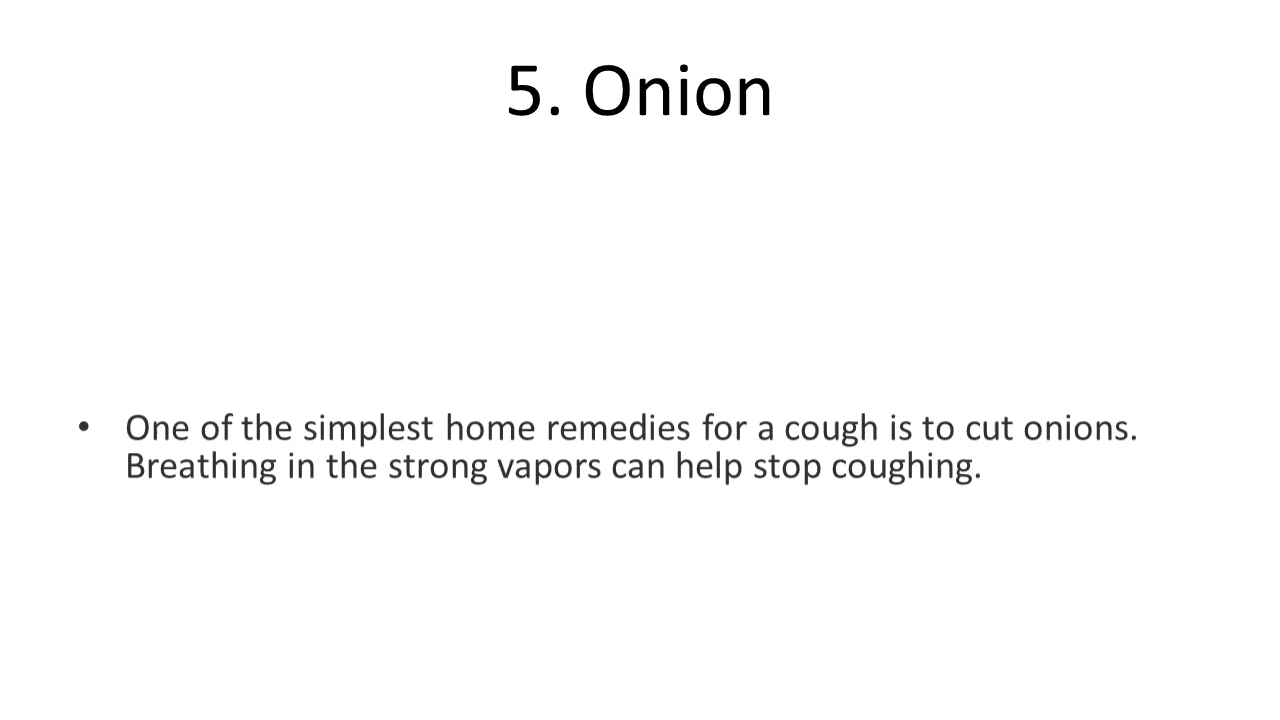 5. Onion
• One of the simplest home remedies for a cough is to cut onions.
Breathing in the strong vapors can help stop coughing.